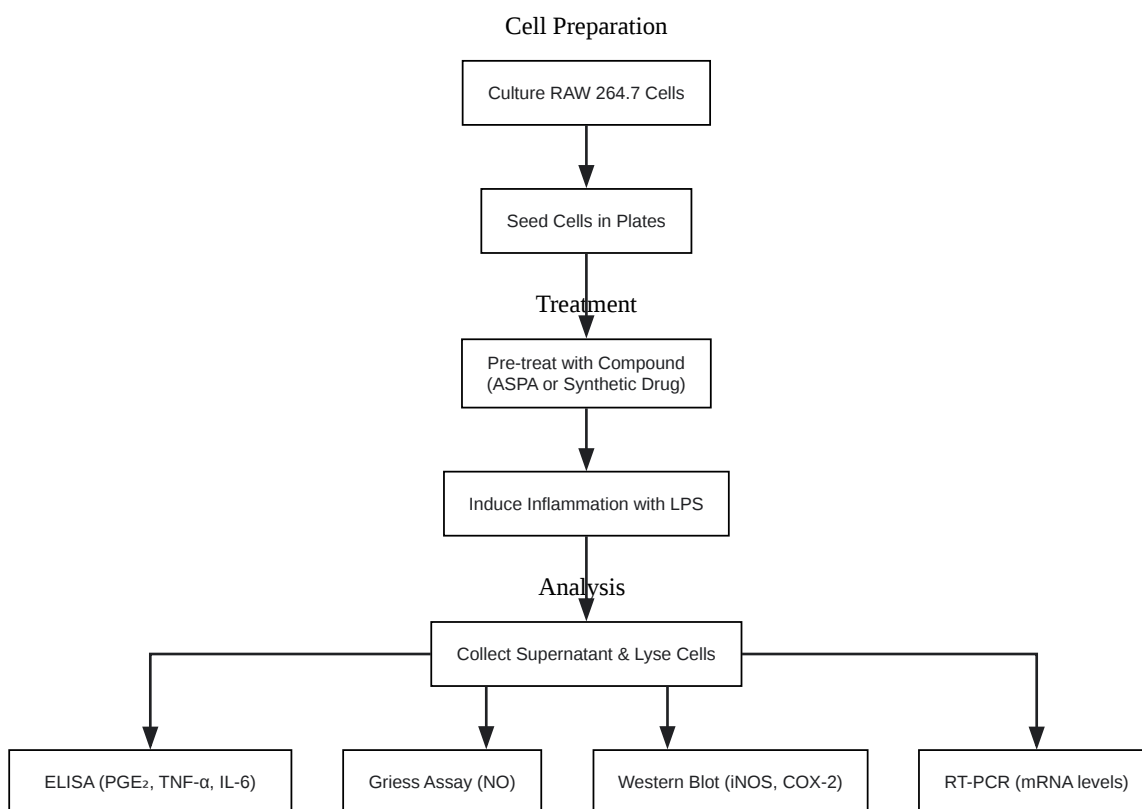 Cell Preparation
Culture RAW 264.7 Cells
Seed Cells in Plates
Treatment
Pre-treat with Compound
(ASPA or Synthetic Drug)
Induce Inflammation with LPS
Analysis
Collect Supernatant & Lyse Cells
ELISA (PGE₂, TNF-α, IL-6)
Griess Assay (NO)
Western Blot (iNOS, COX-2)
RT-PCR (mRNA levels)